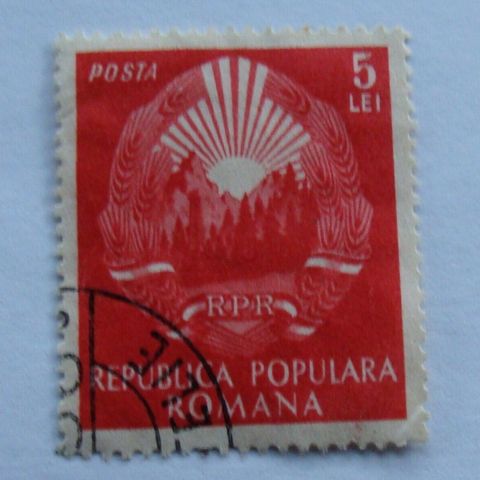 POSTA
5
LEI
RPR
REPUBLICA POPULARA
ROMANA